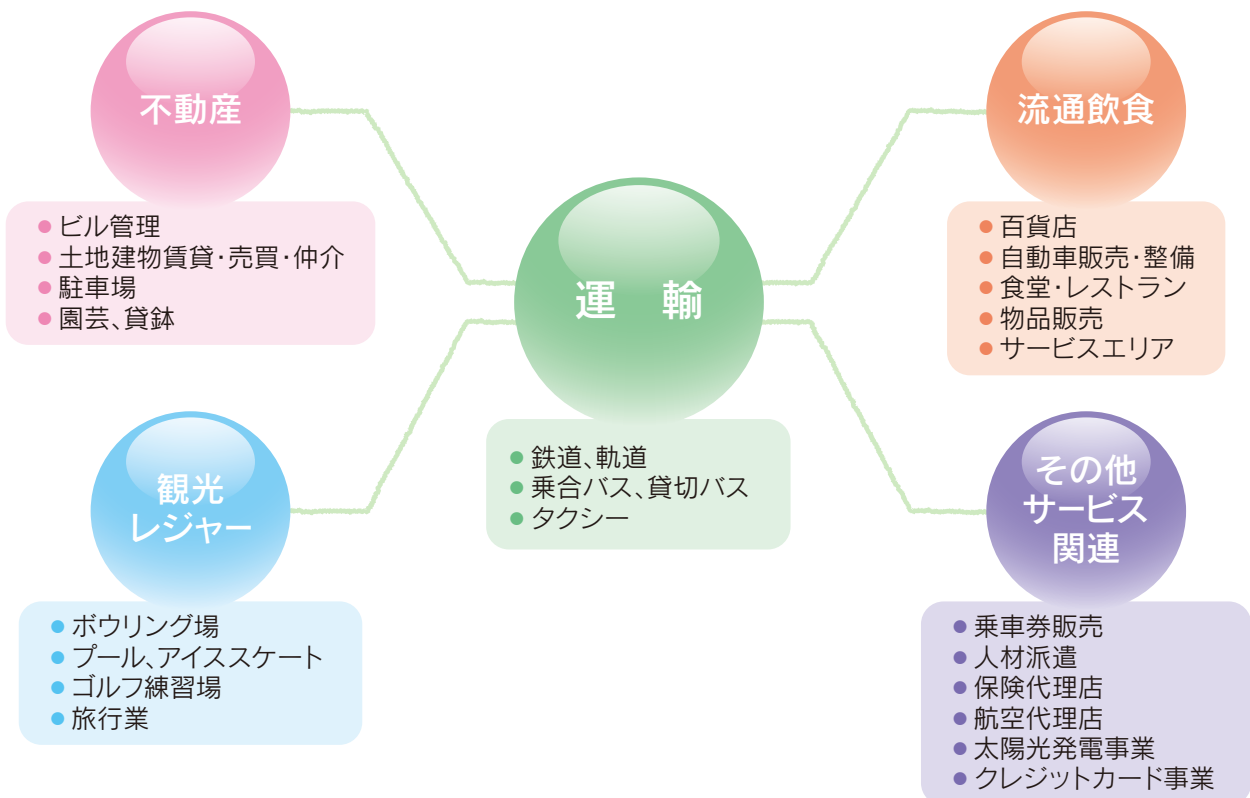 不動産
ビル管理
土地建物賃貸・売買・仲介
駐車場
園芸、貸鉢
流通飲食
百貨店
自動車販売・整備
食堂・レストラン
物品販売
サービスエリア
運 輸
鉄道、軌道
乗合バス、貸切バス
タクシー
観光
レジャー
ボウリング場
プール、アイススケート
ゴルフ練習場
旅行業
その他
サービス
関連
乗車券販売
人材派遣
保険代理店
航空代理店
太陽光発電事業
クレジットカード事業